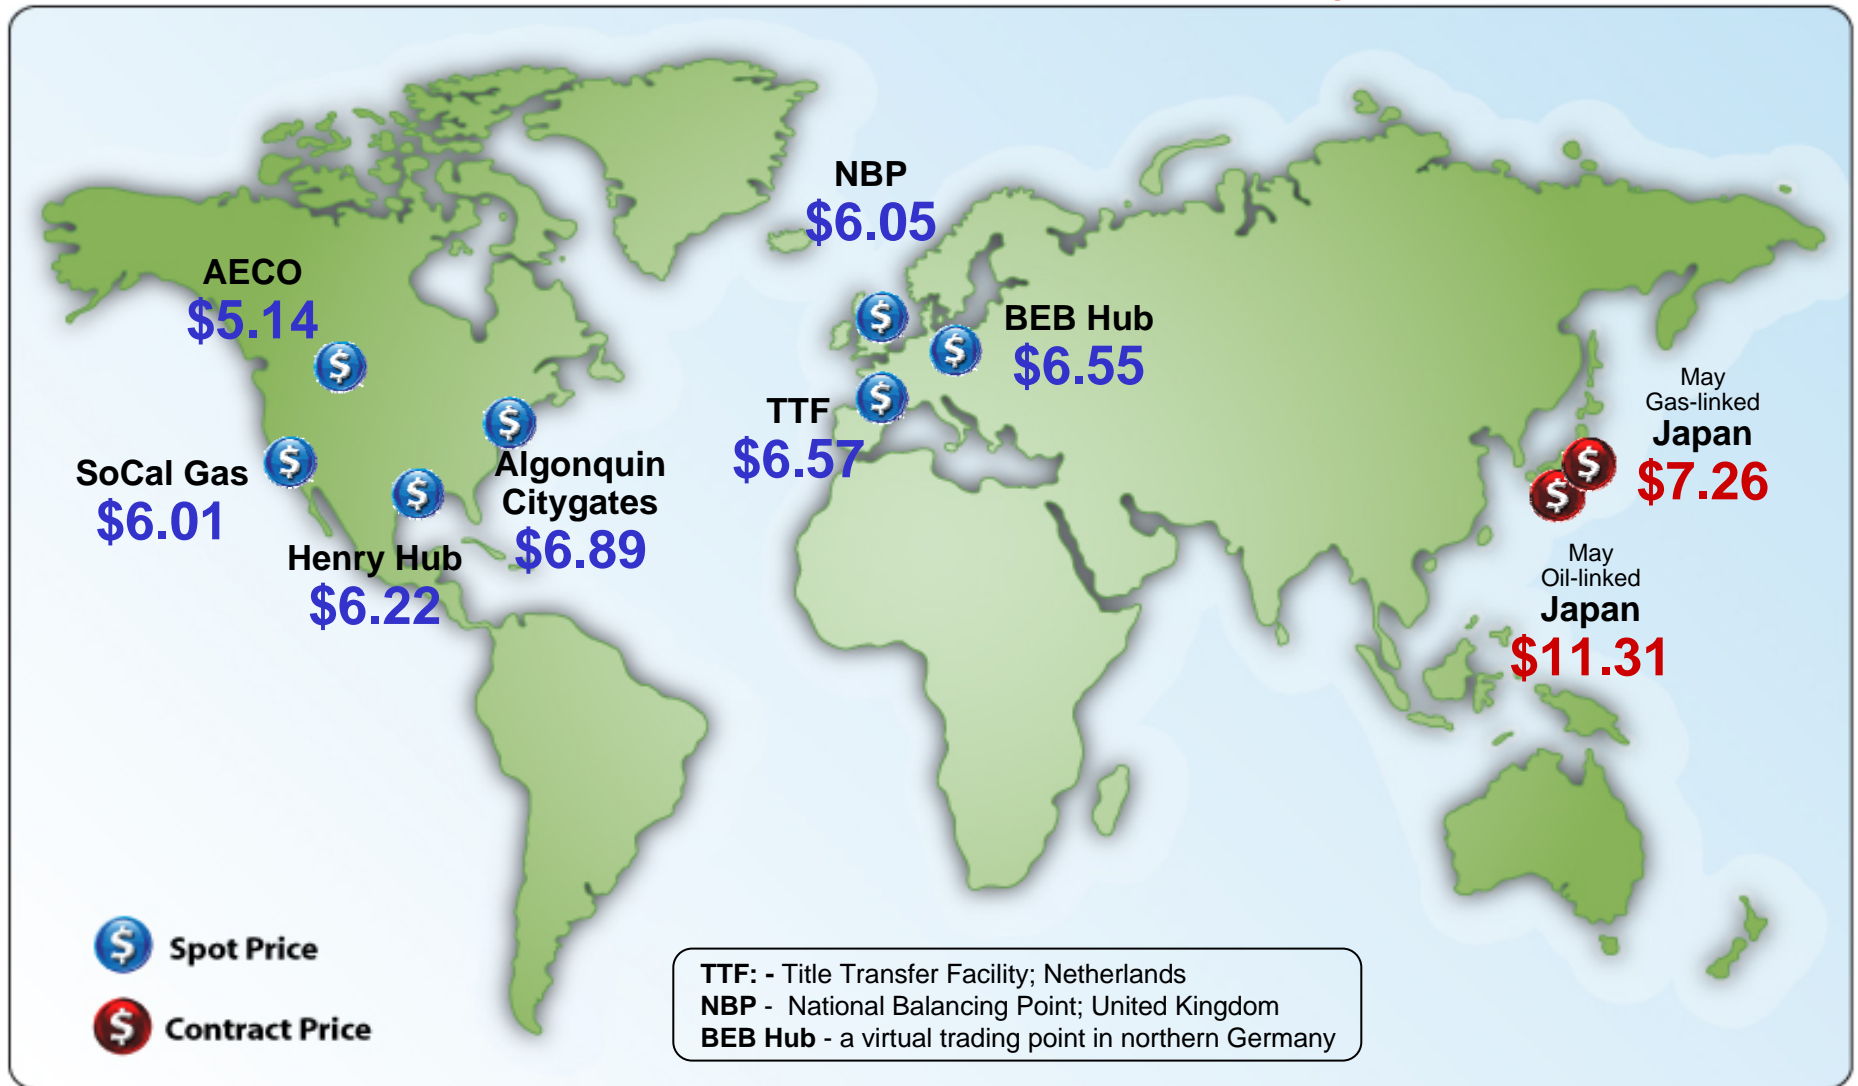 NBP
$6.05
AECO
$5.14
BEB Hub
$6.55
May
Gas-linked
Japan
$7.26
TTF
$6.57
SoCal Gas
$6.01
Algonquin
Citygates
$6.89
Henry Hub
$6.22
May
Oil-linked
Japan
$11.31
$ Spot Price
$ Contract Price
TTF: - Title Transfer Facility; Netherlands
NBP - National Balancing Point; United Kingdom
BEB Hub - a virtual trading point in northern Germany